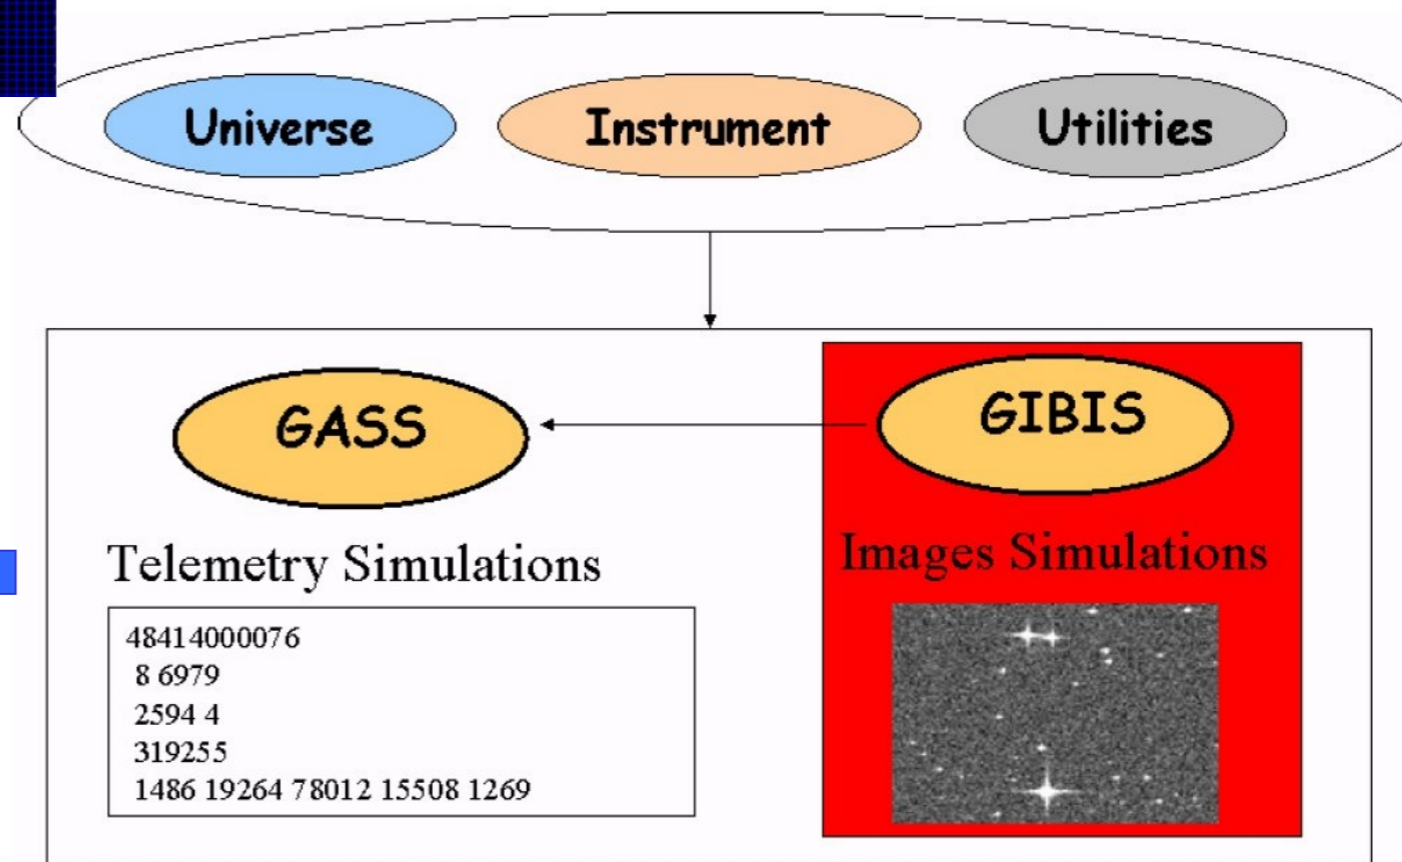 Universe Instrument Utilities
GASS GIBIS
Telemetry Simulations
Images Simulations
48414000076
8 6979
2594 4
319255
1486 19264 78012 15508 1269